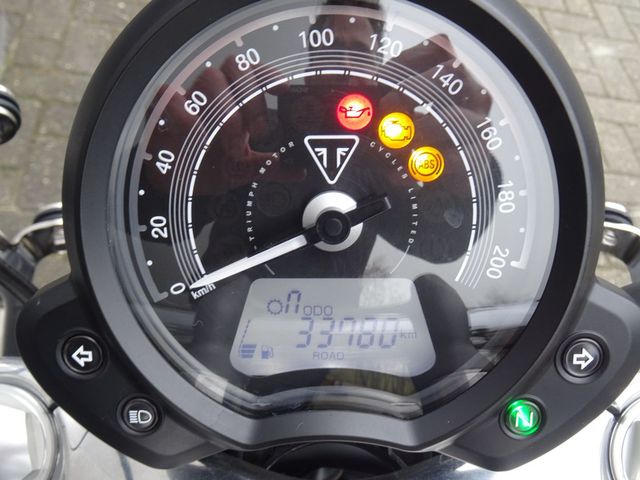 0
20
40
60
80
100
120
140
160
180
200
km/h
ABS
TRIUMPH MOTOR CYCLES LIMITED
n ODO
33780 km
ROAD
N